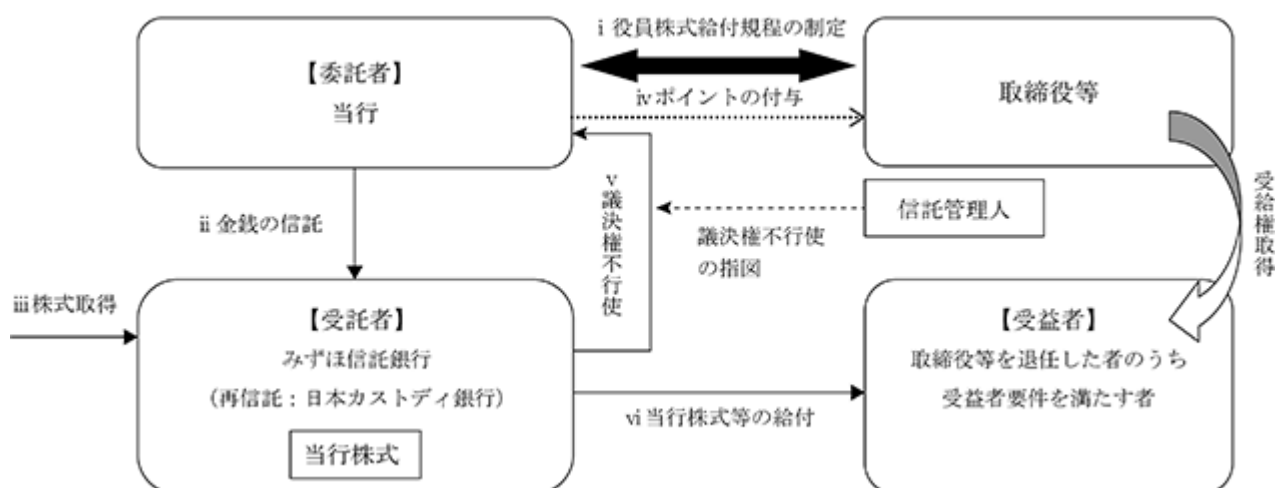 【委託者】
当行
ⅰ 役員株式給付規程の制定
ⅳポイントの付与
取締役等
ⅱ 金銭の信託
ⅴ議決権不行使
信託管理人
議決権不行使
の指図
受給権取得
ⅲ株式取得
【受託者】
みずほ信託銀行
（再信託：日本カストディ銀行）
当行株式
ⅵ当行株式等の給付
【受益者】
取締役等を退任した者のうち
受益者要件を満たす者